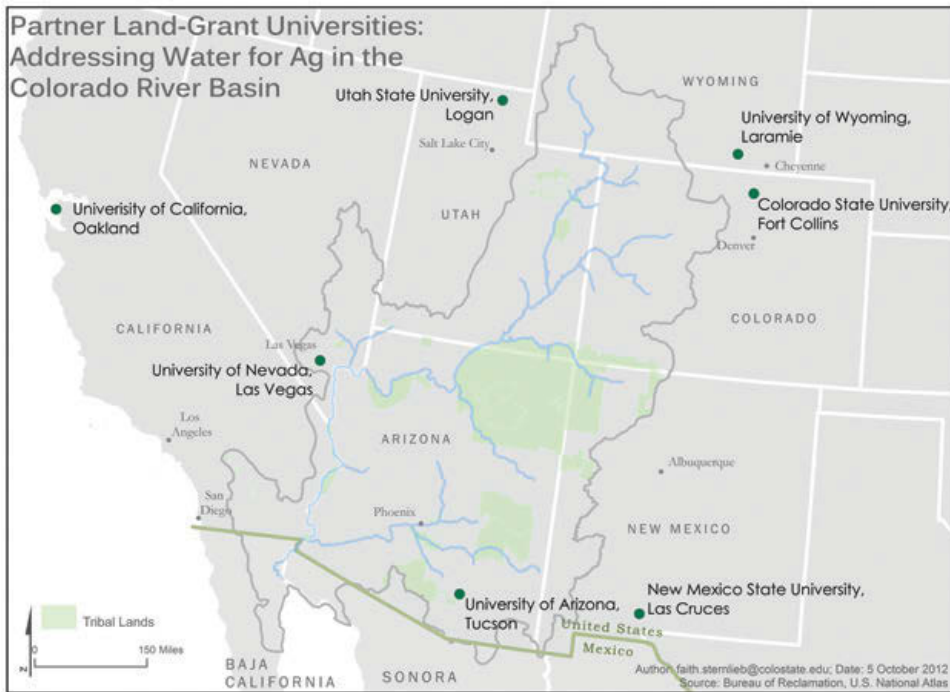 Partner Land-Grant Universities:
Addressing Water for Ag in the
Colorado River Basin
WYOMING
Utah State University,
Logan
University of Wyoming,
Laramie
Salt Lake City
Cheyenne
NEVADA
UTAH
Univerisity of California,
Oakland
Colorado State University,
Fort Collins
Denver
COLORADO
CALIFORNIA
Las Vegas
University of Nevada,
Las Vegas
Los
Angeles
ARIZONA
Albuquerque
San
Diego
Phoenix
NEW MEXICO
University of Arizona,
Tucson
New Mexico State University,
Las Cruces
Tribal Lands
United States
Mexico
N
0
150 Miles
BAJA
CALIFORNIA
SONORA
Author: faith.sternlieb@colostate.edu; Date: 5 October 2012
Source: Bureau of Reclamation, U.S. National Atlas